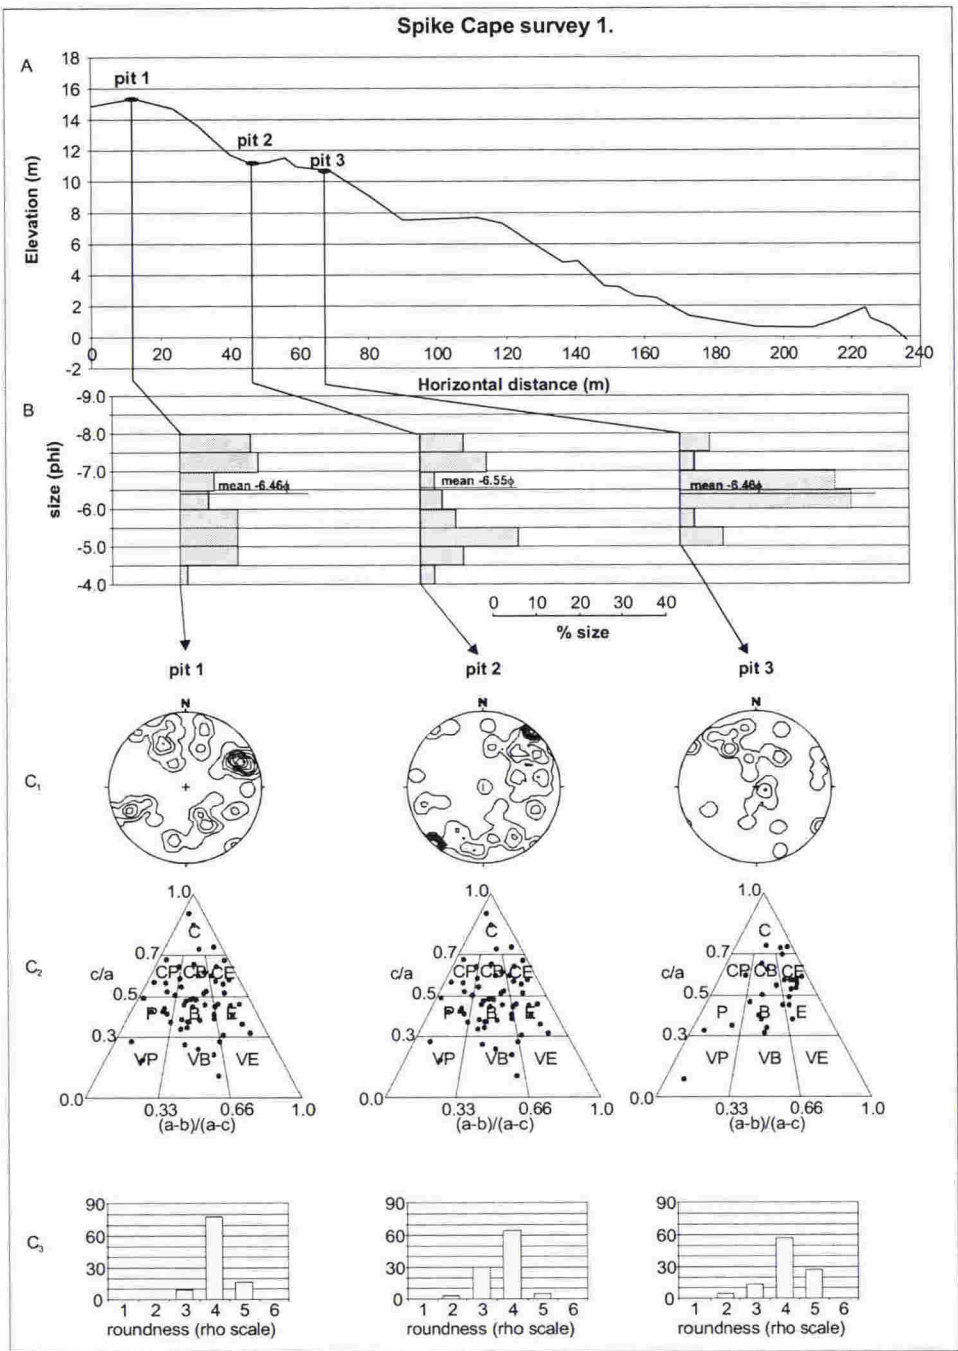 Spike Cape survey 1.
A
18
16
14
12
10
8
6
4
2
0
-2
Elevation (m)
pit 1
pit 2
pit 3
0 20 40 60 80 100 120 140 160 180 200 220 240
Horizontal distance (m)
B
-9.0
-8.0
-7.0
-6.0
-5.0
-4.0
size (phi)
mean -6.46ϕ
mean -6.55ϕ
mean -6.46ϕ
0 10 20 30 40
% size
pit 1
pit 2
pit 3
C₁
N
N
N
C₂
1.0
0.7
c/a
0.5
0.3
0.0
C
CP CB CE
P B E
VP VB VE
0.33 0.66 1.0
(a-b)/(a-c)
1.0
0.7
c/a
0.5
0.3
0.0
C
CP CB CE
P B E
VP VB VE
0.33 0.66 1.0
(a-b)/(a-c)
1.0
0.7
c/a
0.5
0.3
0.0
C
CP CB CE
P B E
VP VB VE
0.33 0.66 1.0
(a-b)/(a-c)
C₃
90
60
30
0
1 2 3 4 5 6
roundness (rho scale)
90
60
30
0
1 2 3 4 5 6
roundness (rho scale)
90
60
30
0
1 2 3 4 5 6
roundness (rho scale)